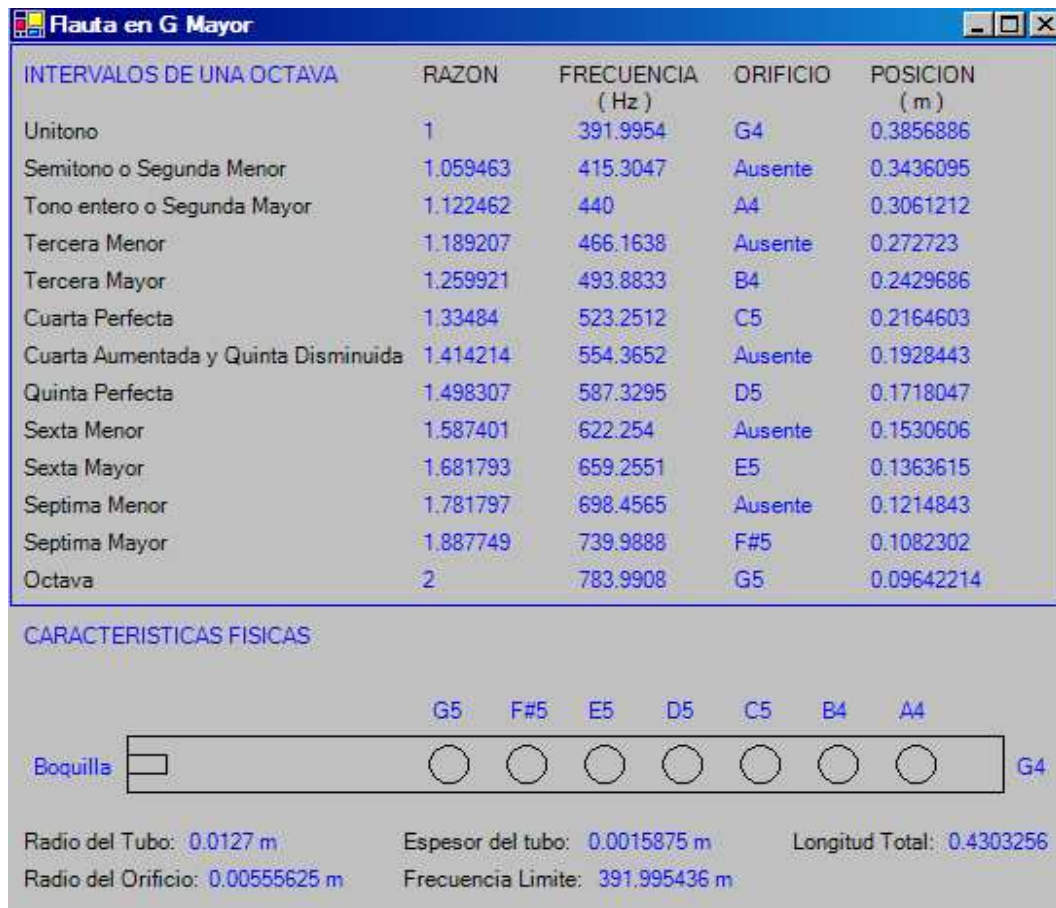 Flauta en G Mayor
INTERVALOS DE UNA OCTAVA RAZON FRECUENCIA ORIFICIO POSICION
( Hz ) ( m )
Unitono 1 391.9954 G4 0.3856886
Semitono o Segunda Menor 1.059463 415.3047 Ausente 0.3436095
Tono entero o Segunda Mayor 1.122462 440 A4 0.3061212
Tercera Menor 1.189207 466.1638 Ausente 0.272723
Tercera Mayor 1.259921 493.8833 B4 0.2429686
Cuarta Perfecta 1.33484 523.2512 C5 0.2164603
Cuarta Aumentada y Quinta Disminuida 1.414214 554.3652 Ausente 0.1928443
Quinta Perfecta 1.498307 587.3295 D5 0.1718047
Sexta Menor 1.587401 622.254 Ausente 0.1530606
Sexta Mayor 1.681793 659.2551 E5 0.1363615
Septima Menor 1.781797 698.4565 Ausente 0.1214843
Septima Mayor 1.887749 739.9888 F#5 0.1082302
Octava 2 783.9908 G5 0.09642214
CARACTERISTICAS FISICAS
G5 F#5 E5 D5 C5 B4 A4
Boquilla G4
Radio del Tubo: 0.0127 m Espesor del tubo: 0.0015875 m Longitud Total: 0.4303256
Radio del Orificio: 0.00555625 m Frecuencia Limite: 391.995436 m